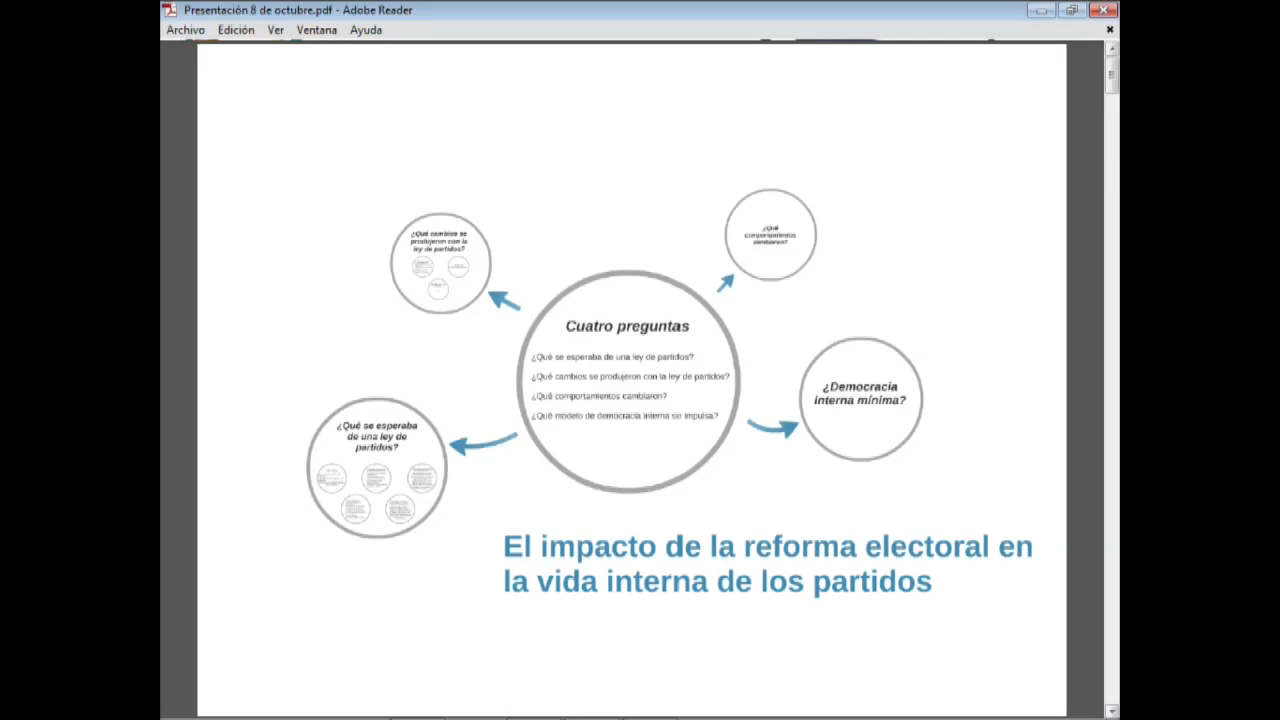 Presentación 8 de octubre.pdf - Adobe Reader
Archivo Edición Ver Ventana Ayuda
¿Qué cambios se
produjeron con la
ley de partidos?
¿Qué
comportamientos
cambiaron?
Cuatro preguntas
¿Qué se esperaba de una ley de partidos?
¿Qué cambios se produjeron con la ley de partidos?
¿Qué comportamientos cambiaron?
¿Qué modelo de democracia interna se impulsa?
¿Democracia
interna mínima?
¿Qué se esperaba
de una ley de
partidos?
El impacto de la reforma electoral en
la vida interna de los partidos